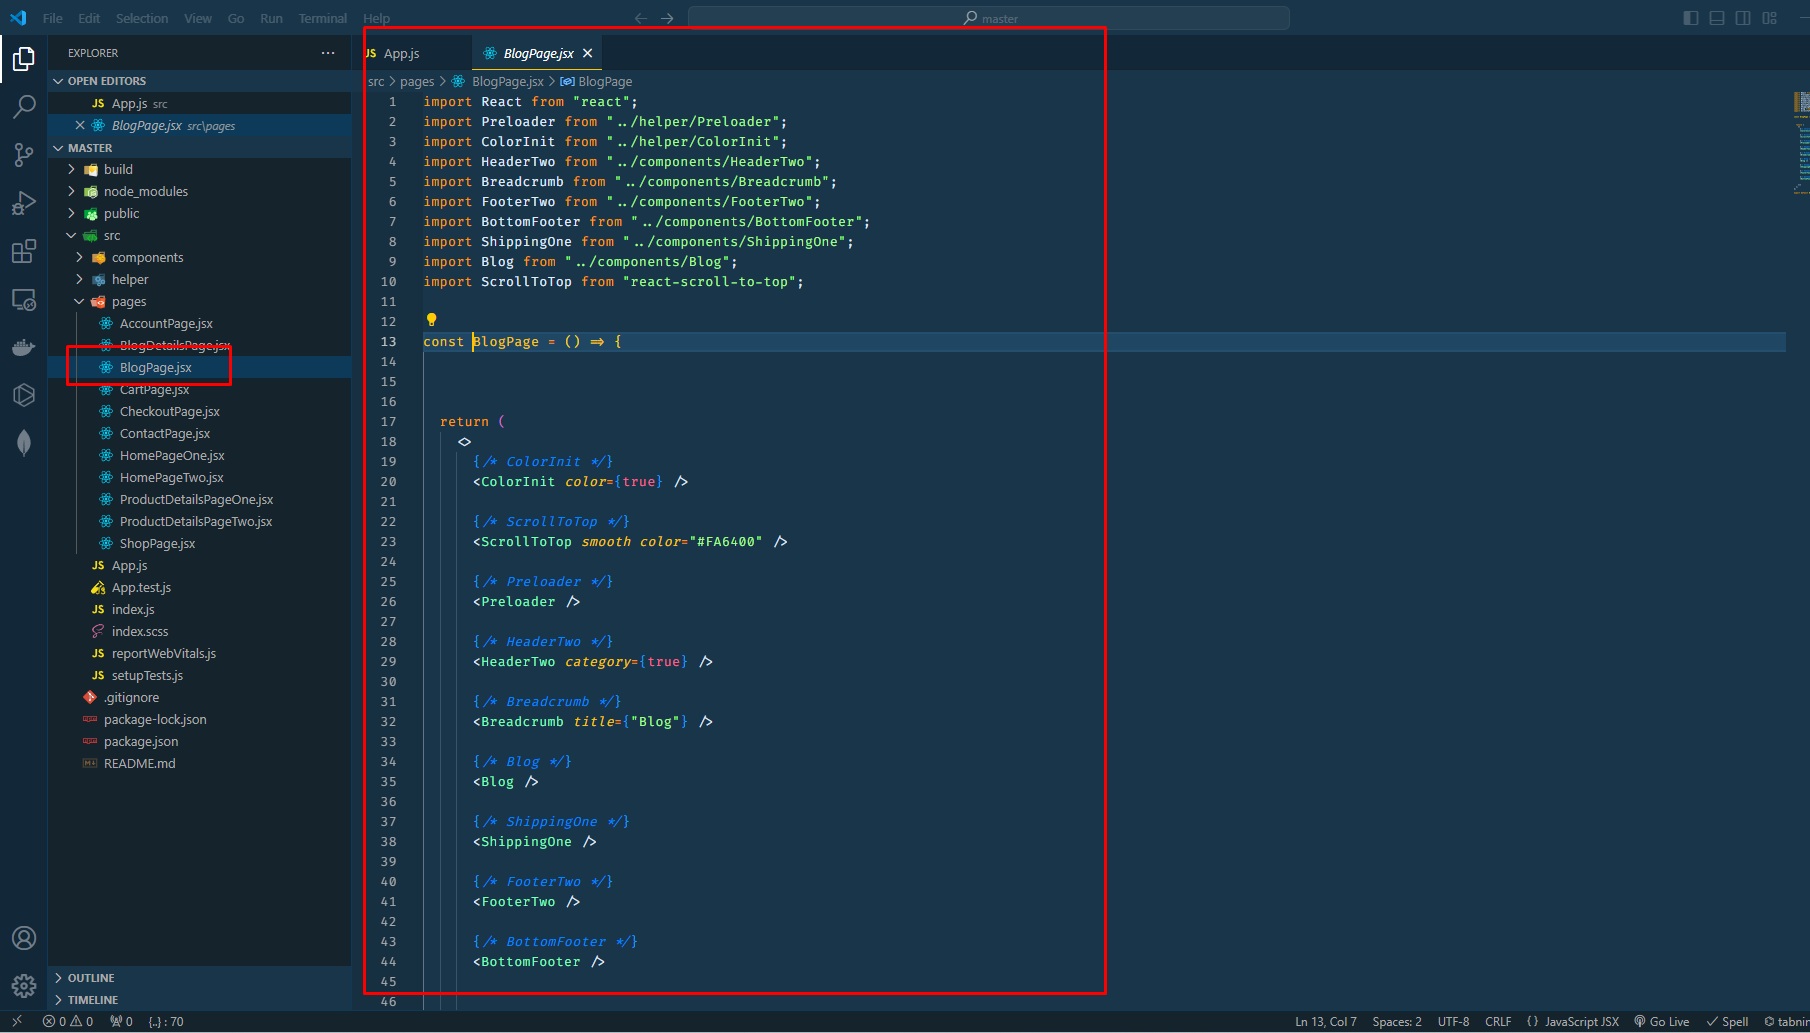 File Edit Selection View Go Run Terminal Help
master
EXPLORER
OPEN EDITORS
JS App.js src
BlogPage.jsx src\pages
MASTER
build
node_modules
public
src
components
helper
pages
AccountPage.jsx
BlogDetailsPage.jsx
BlogPage.jsx
CartPage.jsx
CheckoutPage.jsx
ContactPage.jsx
HomePageOne.jsx
HomePageTwo.jsx
ProductDetailsPageOne.jsx
ProductDetailsPageTwo.jsx
ShopPage.jsx
JS App.js
App.test.js
JS index.js
index.scss
JS reportWebVitals.js
JS setupTests.js
.gitignore
package-lock.json
package.json
README.md
OUTLINE
TIMELINE
JS App.js
BlogPage.jsx
src > pages > BlogPage.jsx > BlogPage
1 import React from "react";
2 import Preloader from "../helper/Preloader";
3 import ColorInit from "../helper/ColorInit";
4 import HeaderTwo from "../components/HeaderTwo";
5 import Breadcrumb from "../components/Breadcrumb";
6 import FooterTwo from "../components/FooterTwo";
7 import BottomFooter from "../components/BottomFooter";
8 import ShippingOne from "../components/ShippingOne";
9 import Blog from "../components/Blog";
10 import ScrollToTop from "react-scroll-to-top";
11
12
13 const BlogPage = () => {
14
15
16
17 return (
18 <>
19 {/* ColorInit */}
20 <ColorInit color={true} />
21
22 {/* ScrollToTop */}
23 <ScrollToTop smooth color="#FA6400" />
24
25 {/* Preloader */}
26 <Preloader />
27
28 {/* HeaderTwo */}
29 <HeaderTwo category={true} />
30
31 {/* Breadcrumb */}
32 <Breadcrumb title={"Blog"} />
33
34 {/* Blog */}
35 <Blog />
36
37 {/* ShippingOne */}
38 <ShippingOne />
39
40 {/* FooterTwo */}
41 <FooterTwo />
42
43 {/* BottomFooter */}
44 <BottomFooter />
45
46
0 0 0 {..} : 70 Ln 13, Col 7 Spaces: 2 UTF-8 CRLF {} JavaScript JSX Go Live Spell tabnin